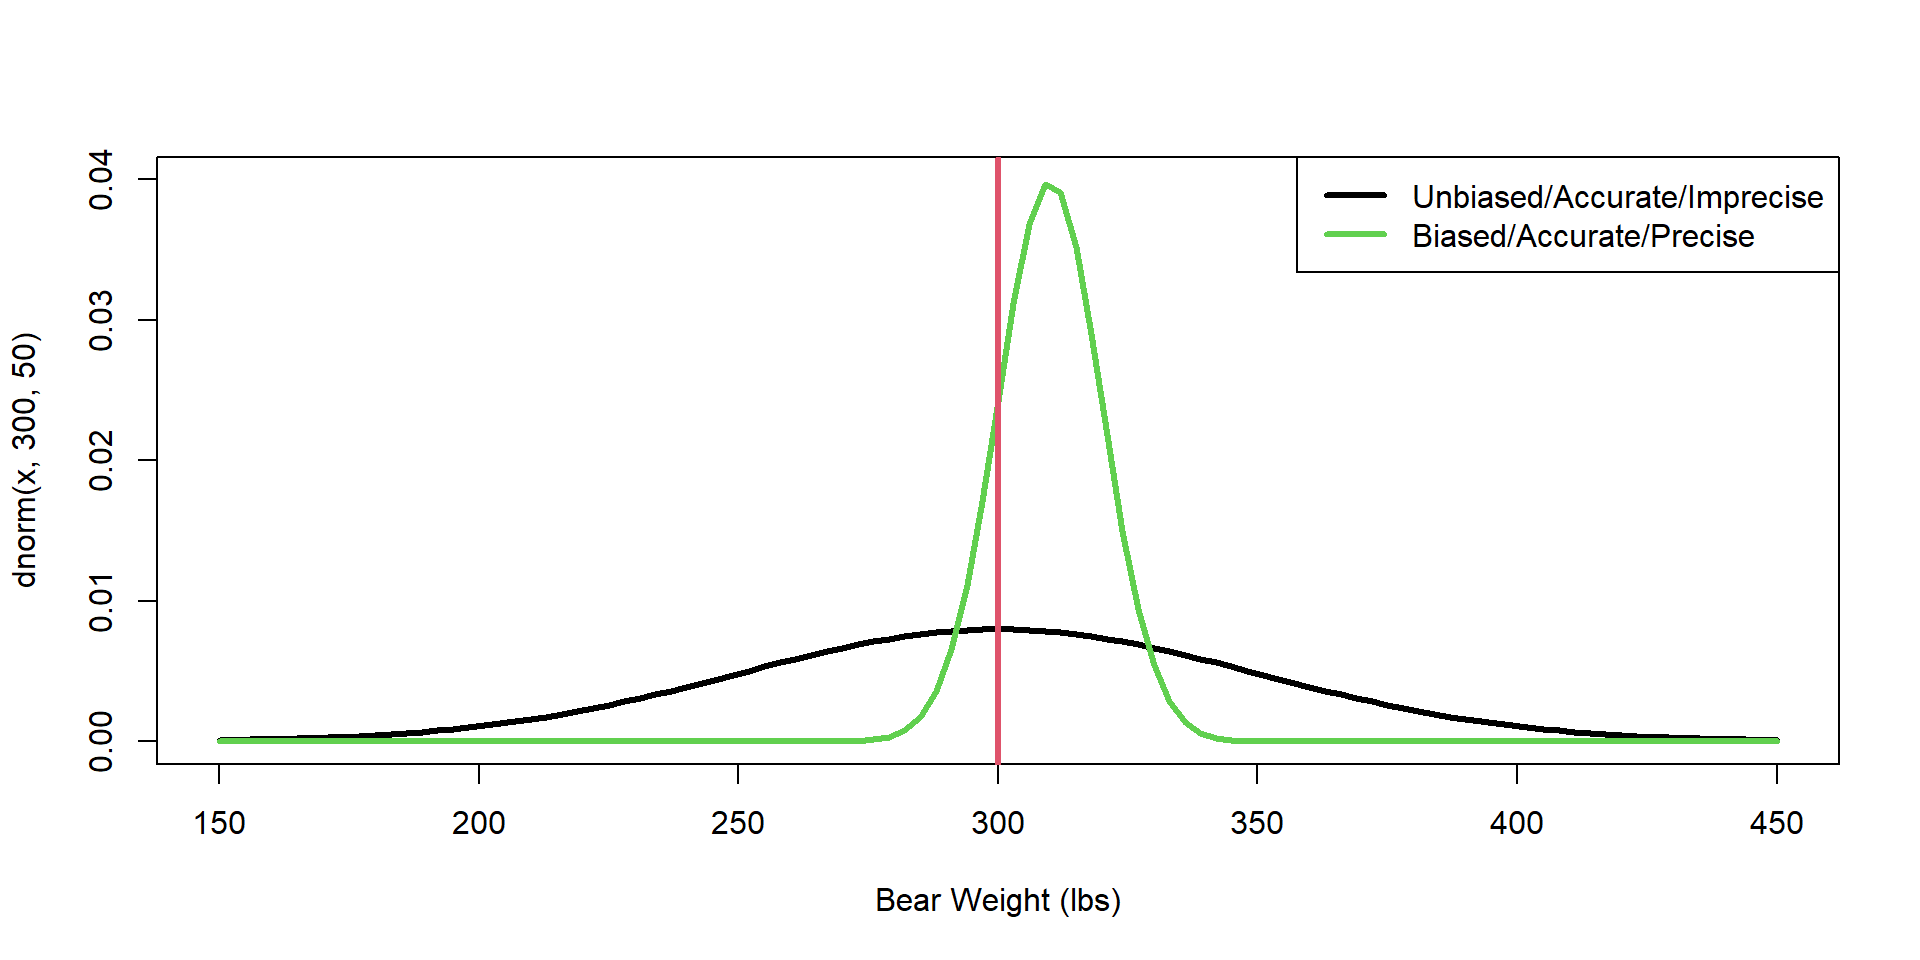 Unbiased/Accurate/Imprecise
Biased/Accurate/Precise
dnorm(x, 300, 50)
0.04
0.03
0.02
0.01
0.00
150 200 250 300 350 400 450
Bear Weight (lbs)